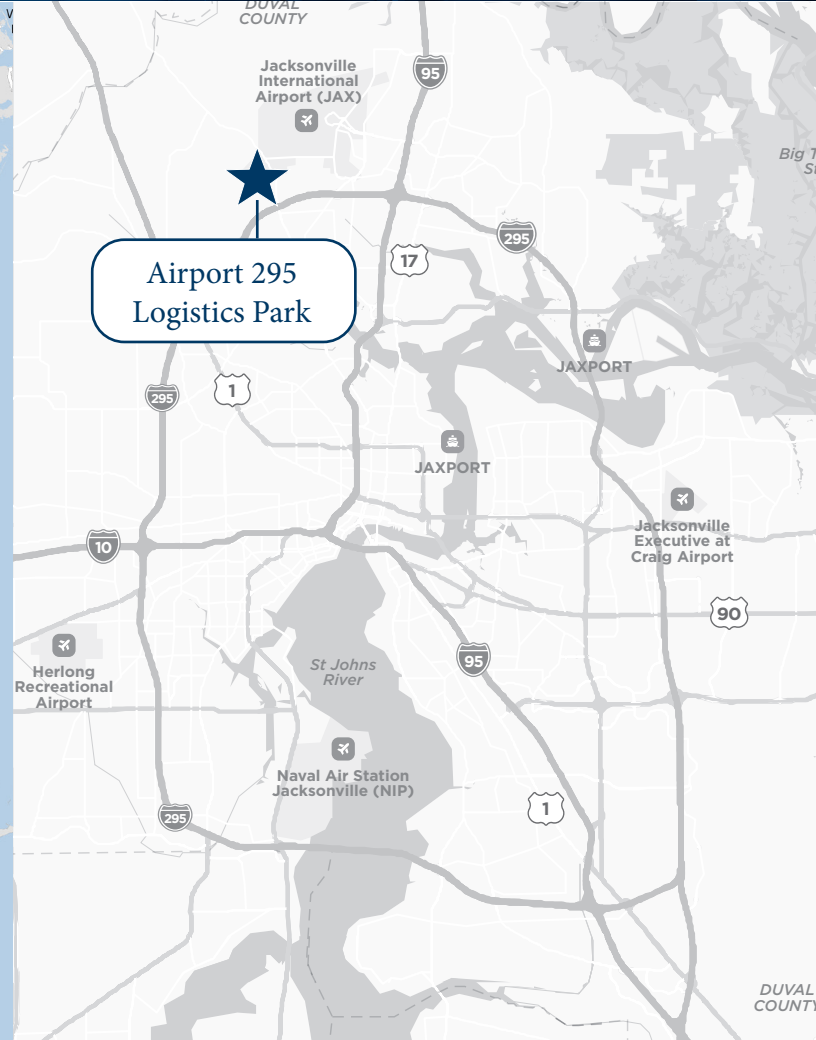 DUVAL
COUNTY
Jacksonville
International
Airport (JAX)
95
295
17
Airport 295
Logistics Park
JAXPORT
295
1
JAXPORT
Jacksonville
Executive at
Craig Airport
10
90
Herlong
Recreational
Airport
St Johns
River
95
Naval Air Station
Jacksonville (NIP)
1
295
DUVAL
COUNTY